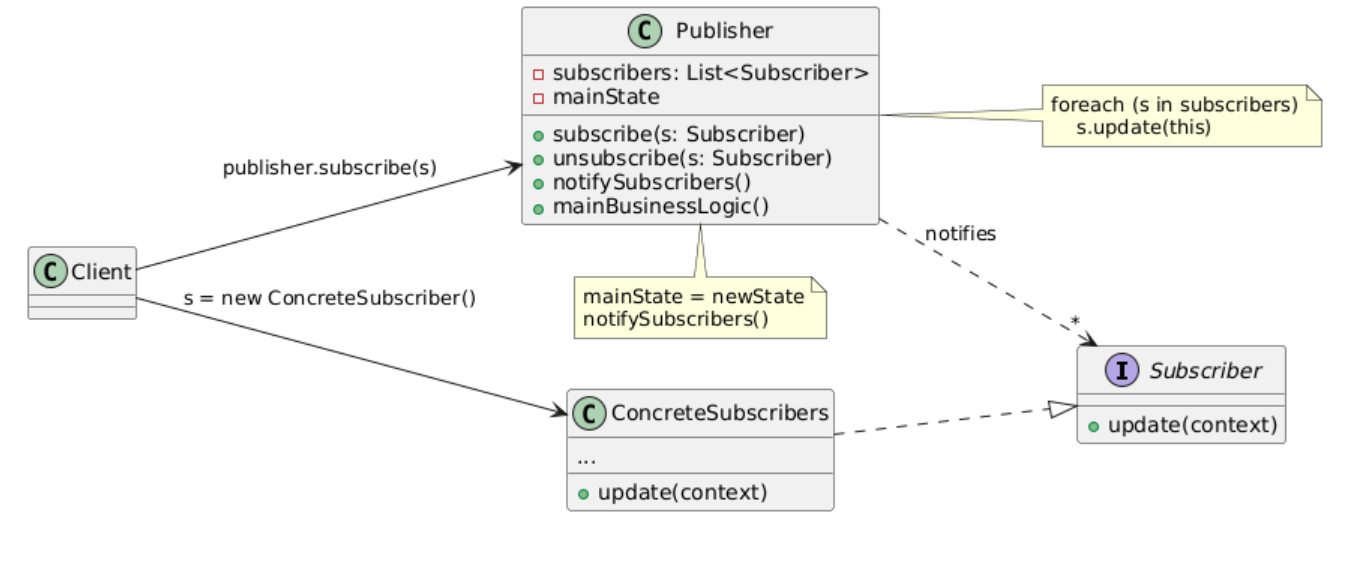 C Publisher
subscribers: List<Subscriber>
mainState
subscribe(s: Subscriber)
unsubscribe(s: Subscriber)
notifySubscribers()
mainBusinessLogic()
foreach (s in subscribers)
s.update(this)
publisher.subscribe(s)
notifies
C Client
s = new ConcreteSubscriber()
mainState = newState
notifySubscribers()
*
I Subscriber
update(context)
C ConcreteSubscribers
...
update(context)